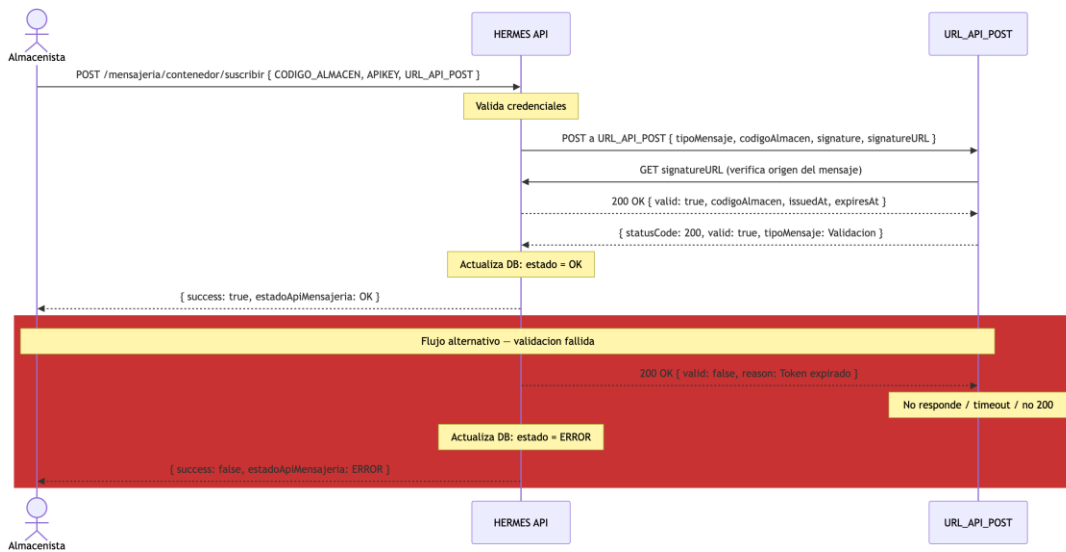 HERMES API
URL_API_POST
Almacenista
POST /mensajeria/contenedor/suscribir { CODIGO_ALMACEN, APIKEY, URL_API_POST }
Valida credenciales
POST a URL_API_POST { tipoMensaje, codigoAlmacen, signature, signatureURL }
GET signatureURL (verifica origen del mensaje)
200 OK { valid: true, codigoAlmacen, issuedAt, expiresAt }
{ statusCode: 200, valid: true, tipoMensaje: Validacion }
Actualiza DB: estado = OK
{ success: true, estadoApiMensajeria: OK }
Flujo alternativo — validacion fallida
200 OK { valid: false, reason: Token expirado }
No responde / timeout / no 200
Actualiza DB: estado = ERROR
{ success: false, estadoApiMensajeria: ERROR }
HERMES API
URL_API_POST
Almacenista